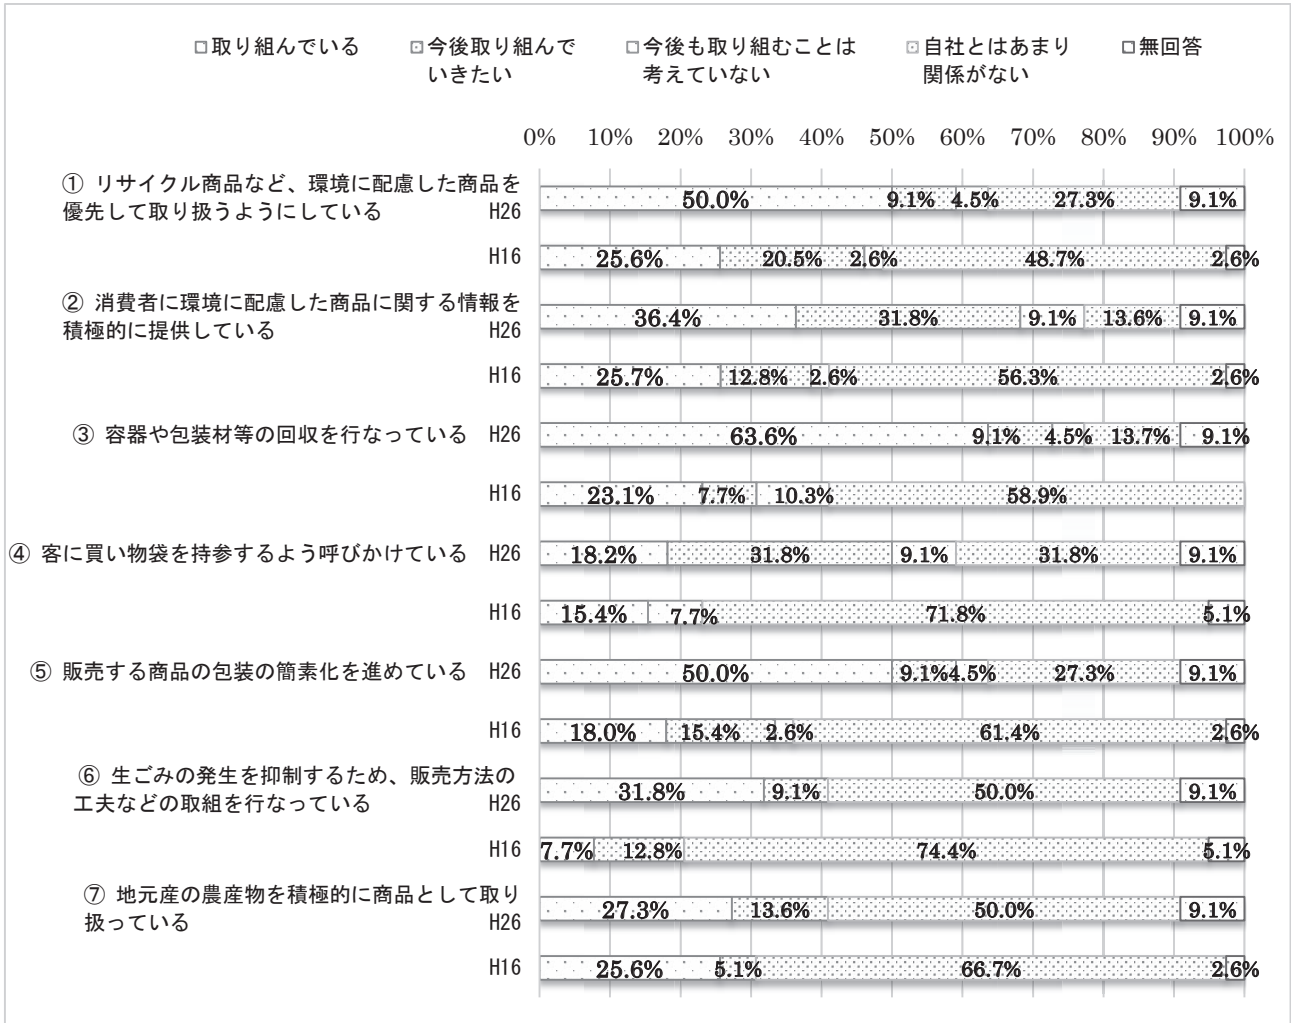 取り組んでいる 今後取り組んで 今後も取り組むことは 自社とはあまり 無回答
いきたい 考えていない 関係がない
0% 10% 20% 30% 40% 50% 60% 70% 80% 90% 100%
① リサイクル商品など、環境に配慮した商品を
優先して取り扱うようにしている H26 50.0% 9.1% 4.5% 27.3% 9.1%
H16 25.6% 20.5% 2.6% 48.7% 2.6%
② 消費者に環境に配慮した商品に関する情報を
積極的に提供している H26 36.4% 31.8% 9.1% 13.6% 9.1%
H16 25.7% 12.8% 2.6% 56.3% 2.6%
③ 容器や包装材等の回収を行なっている H26 63.6% 9.1% 4.5% 13.7% 9.1%
H16 23.1% 7.7% 10.3% 58.9%
④ 客に買い物袋を持参するよう呼びかけている H26 18.2% 31.8% 9.1% 31.8% 9.1%
H16 15.4% 7.7% 71.8% 5.1%
⑤ 販売する商品の包装の簡素化を進めている H26 50.0% 9.1% 4.5% 27.3% 9.1%
H16 18.0% 15.4% 2.6% 61.4% 2.6%
⑥ 生ごみの発生を抑制するため、販売方法の
工夫などの取組を行なっている H26 31.8% 9.1% 50.0% 9.1%
H16 7.7% 12.8% 74.4% 5.1%
⑦ 地元産の農産物を積極的に商品として取り
扱っている H26 27.3% 13.6% 50.0% 9.1%
H16 25.6% 5.1% 66.7% 2.6%